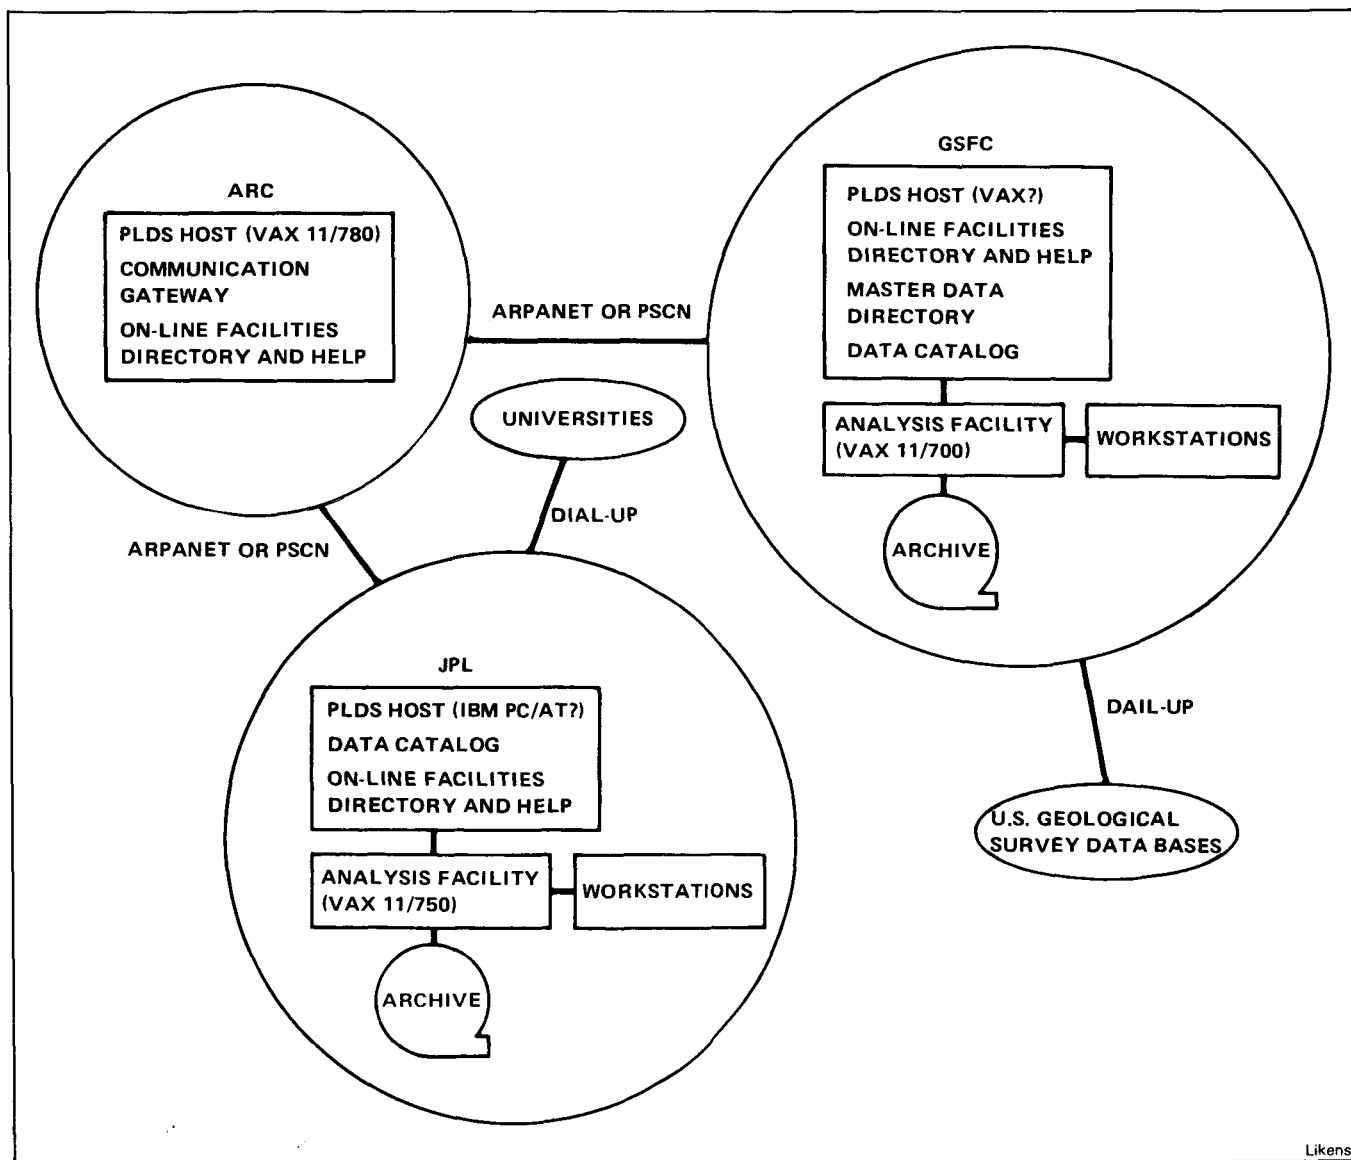 ARC
PLDS HOST (VAX 11/780)
COMMUNICATION
GATEWAY
ON-LINE FACILITIES
DIRECTORY AND HELP
ARPANET OR PSCN
GSFC
PLDS HOST (VAX?)
ON-LINE FACILITIES
DIRECTORY AND HELP
MASTER DATA
DIRECTORY
DATA CATALOG
ANALYSIS FACILITY
(VAX 11/700)
WORKSTATIONS
ARCHIVE
UNIVERSITIES
DIAL-UP
ARPANET OR PSCN
JPL
PLDS HOST (IBM PC/AT?)
DATA CATALOG
ON-LINE FACILITIES
DIRECTORY AND HELP
ANALYSIS FACILITY
(VAX 11/750)
WORKSTATIONS
ARCHIVE
DAIL-UP
U.S. GEOLOGICAL
SURVEY DATA BASES
Likens